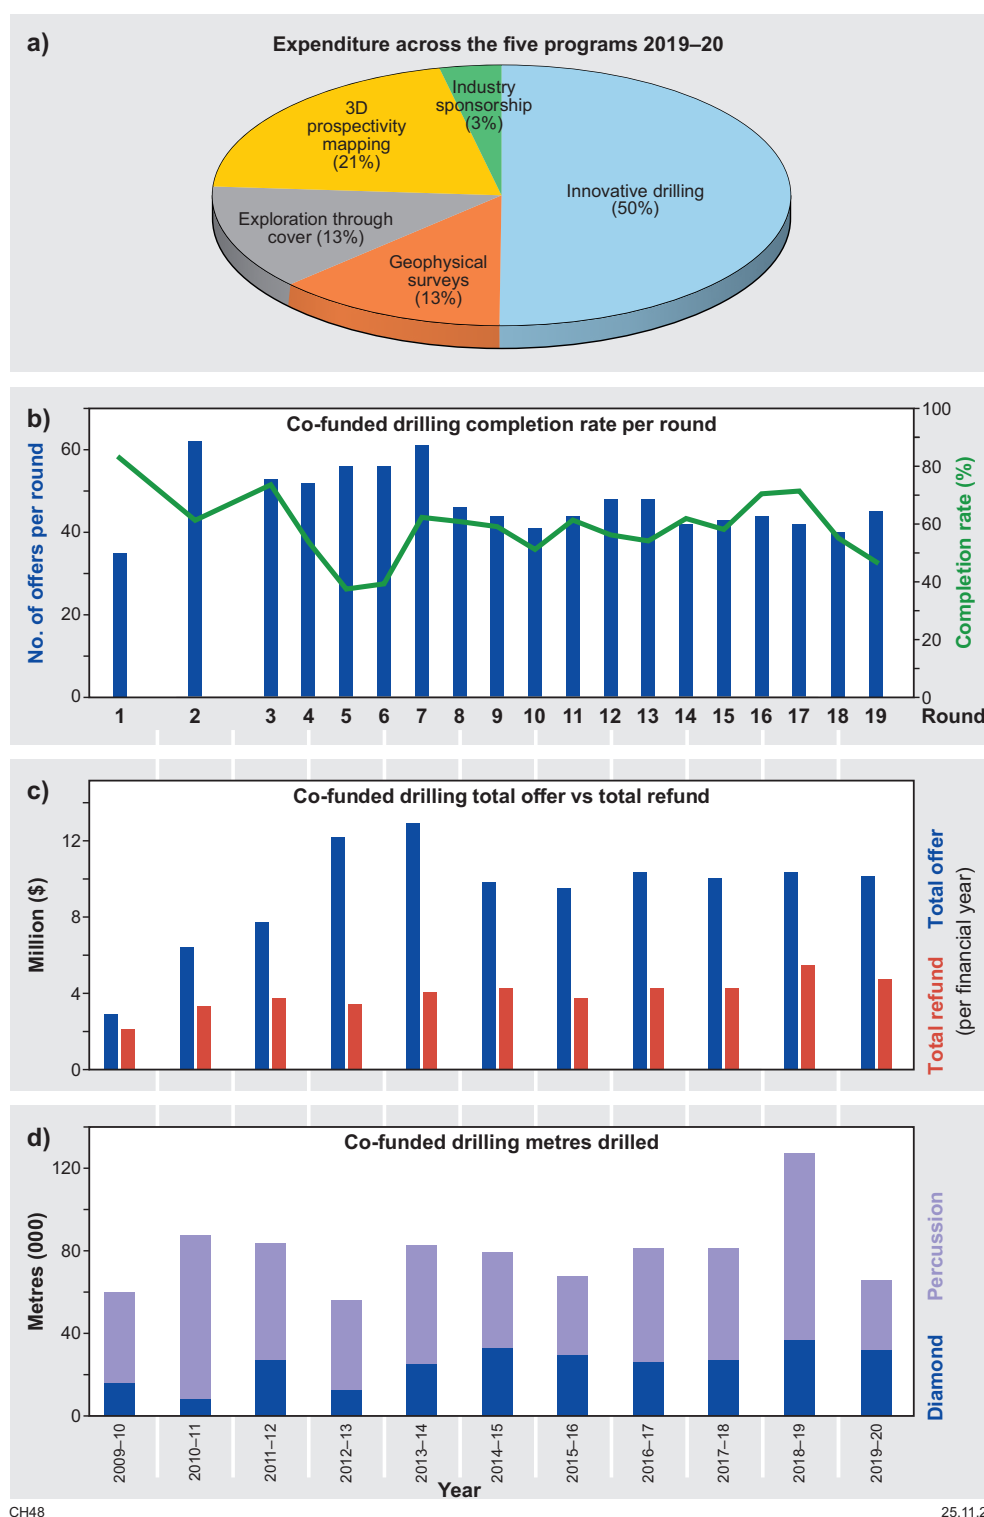 a)
Expenditure across the five programs 2019–20
Industry
sponsorship
(3%)
3D
prospectivity
mapping
(21%)
Innovative drilling
(50%)
Exploration through
cover (13%)
Geophysical
surveys
(13%)
b)
Co-funded drilling completion rate per round
No. of offers per round
60
40
20
0
100
80
60
40
20
0
Completion rate (%)
1 2 3 4 5 6 7 8 9 10 11 12 13 14 15 16 17 18 19 Round
c)
Co-funded drilling total offer vs total refund
Million ($)
12
8
4
0
Total refund Total offer
(per financial year)
d)
Co-funded drilling metres drilled
Metres (000)
120
80
40
0
Diamond Percussion
2009–10
2010–11
2011–12
2012–13
2013–14
2014–15
2015–16
2016–17
2017–18
2018–19
2019–20
Year
CH48
25.11.2